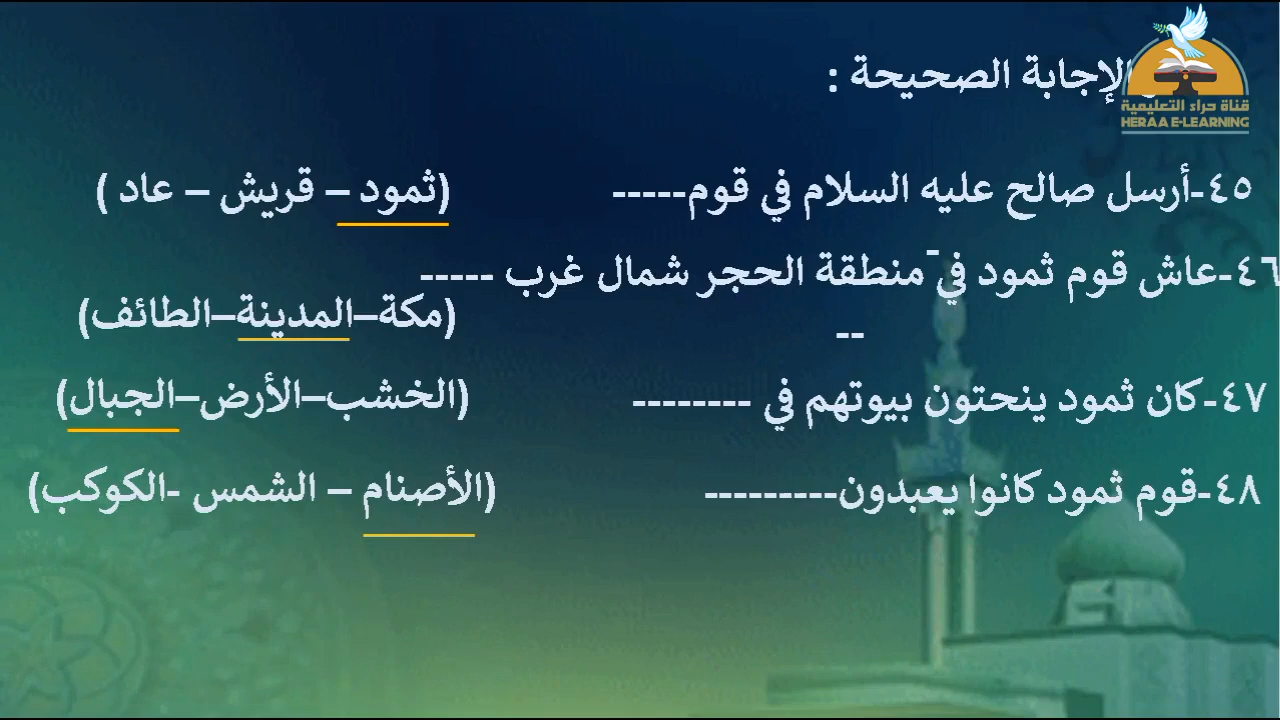 الإجابة الصحيحة :
قناة حراء التعليمية
HERAA E-LEARNING
٤٥-أرسل صالح عليه السلام في قوم----- (ثمود – قريش – عاد )
٤٦-عاش قوم ثمود في منطقة الحجر شمال غرب -----
--
(مكة–المدينة–الطائف)
٤٧-كان ثمود ينحتون بيوتهم في -------- (الخشب–الأرض–الجبال)
٤٨-قوم ثمود كانوا يعبدون--------- (الأصنام – الشمس -الكوكب)